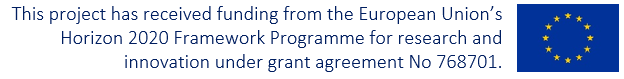 This project has received funding from the European Union’s
Horizon 2020 Framework Programme for research and
innovation under grant agreement No 768701.